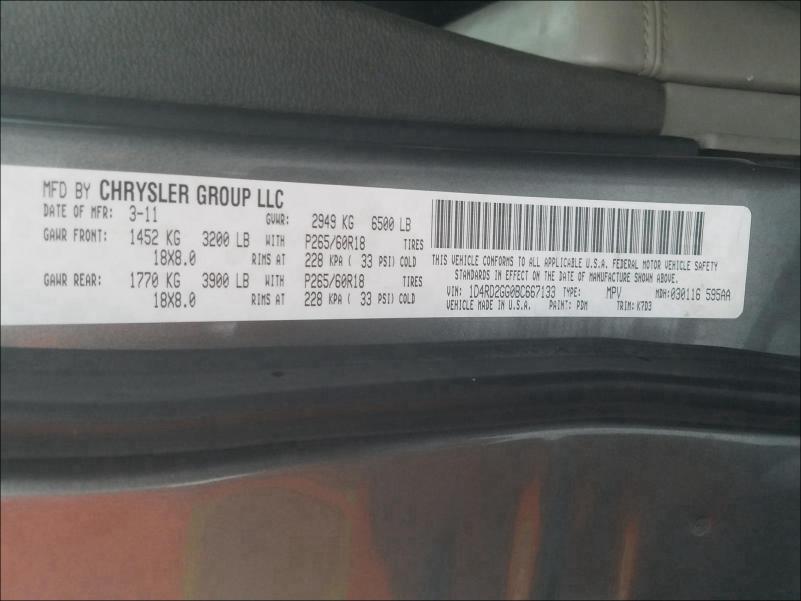 MFD BY CHRYSLER GROUP LLC
DATE OF MFR: 3-11 GVWR: 2949 KG 6500 LB
GAWR FRONT: 1452 KG 3200 LB WITH P265/60R18 TIRES
18X8.0 RIMS AT 228 KPA ( 33 PSI) COLD
GAWR REAR: 1770 KG 3900 LB WITH P265/60R18 TIRES
18X8.0 RIMS AT 228 KPA ( 33 PSI) COLD
THIS VEHICLE CONFORMS TO ALL APPLICABLE U.S.A. FEDERAL MOTOR VEHICLE SAFETY
STANDARDS IN EFFECT ON THE DATE OF MANUFACTURE SHOWN ABOVE.
VIN: 1D4RD2GG0BC667133 TYPE: MPV MDH: 030116 595AA
VEHICLE MADE IN U.S.A. PAINT: PDM TRIM: K7D3